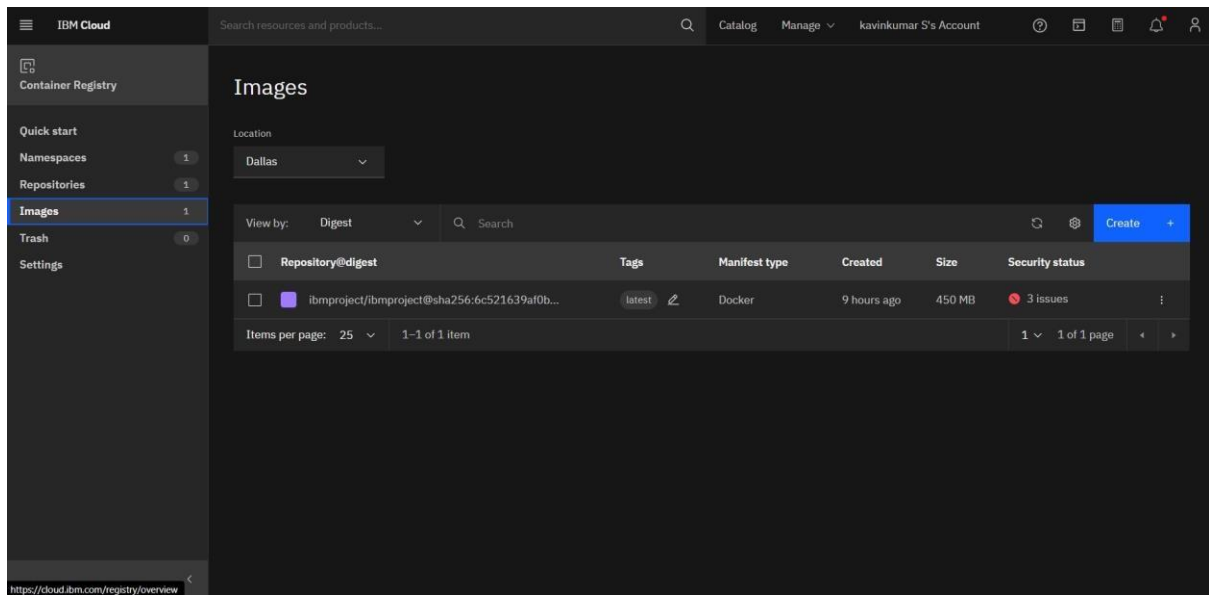 IBM Cloud
Search resources and products...
Catalog
Manage
kavinkumar S's Account
Container Registry
Quick start
Namespaces 1
Repositories 1
Images 1
Trash 0
Settings
Images
Location
Dallas
View by: Digest
Search
Create +
Repository@digest Tags Manifest type Created Size Security status
ibmproject/ibmproject@sha256:6c521639af0b... latest Docker 9 hours ago 450 MB 3 issues
Items per page: 25 1–1 of 1 item 1 1 of 1 page
https://cloud.ibm.com/registry/overview